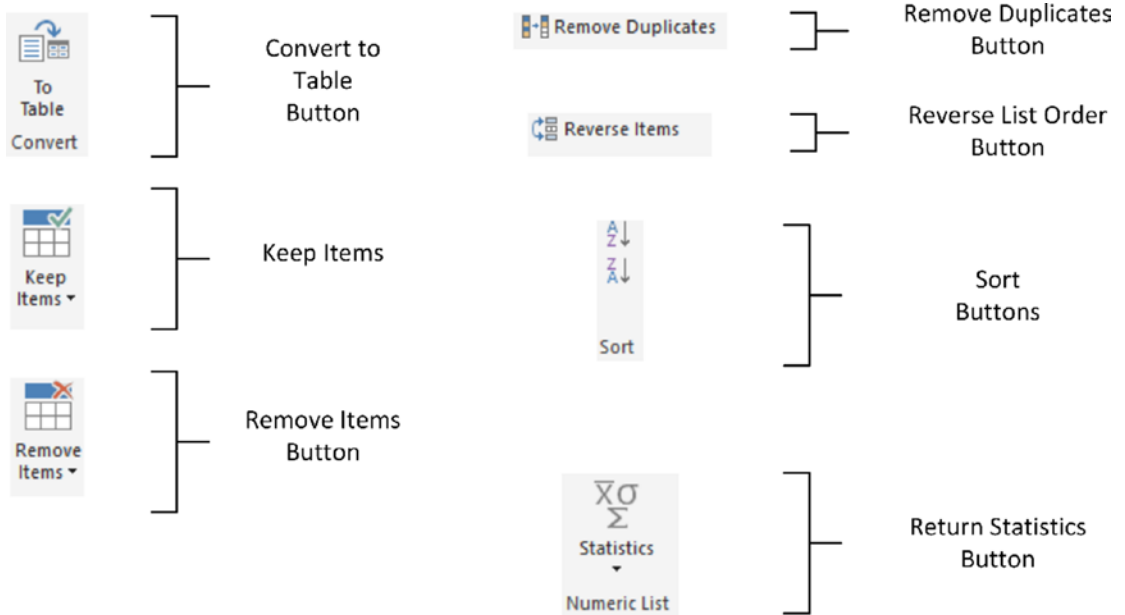 To
Table
Convert
Convert to
Table
Button
Keep
Items
Keep Items
Remove
Items
Remove Items
Button
Remove Duplicates
Remove Duplicates
Button
Reverse Items
Reverse List Order
Button
A
Z
Z
A
Sort
Sort
Buttons
X̅σ
Σ
Statistics
Numeric List
Return Statistics
Button